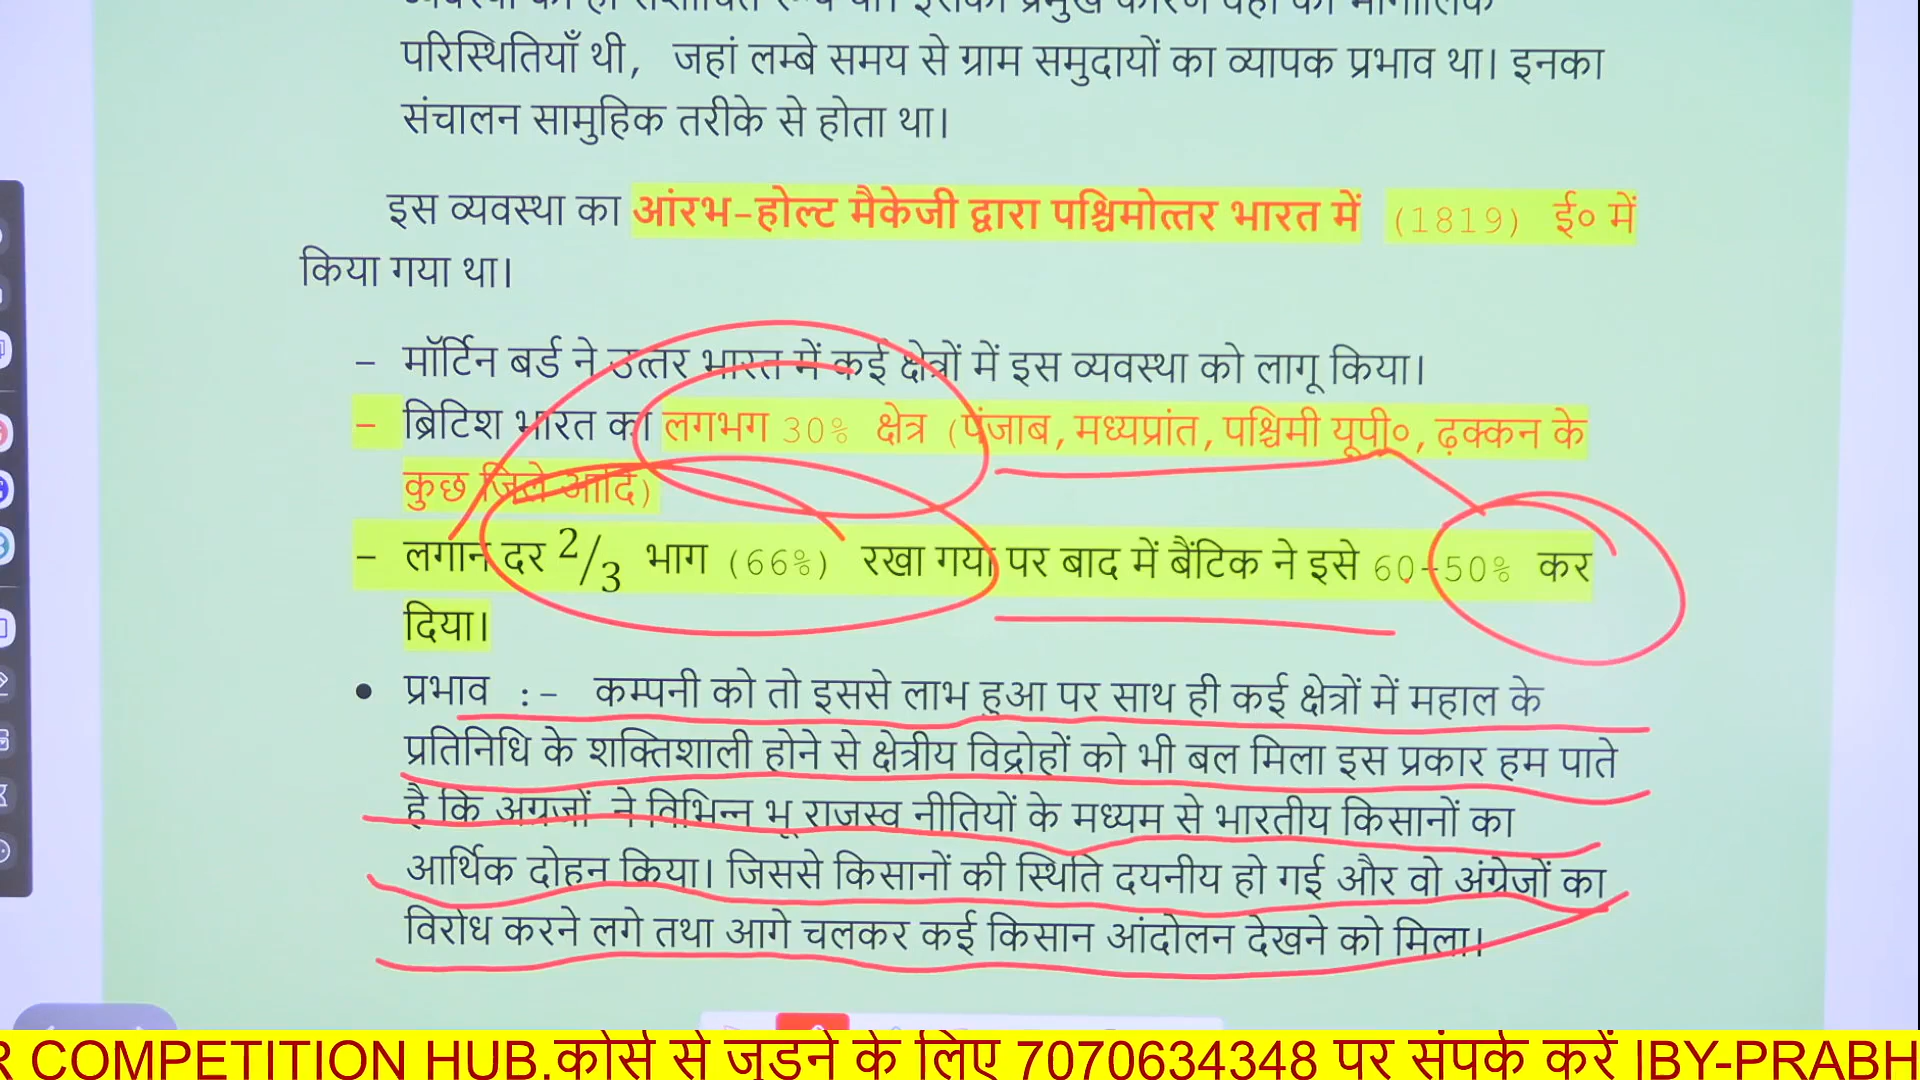 परिस्थितियाँ थी, जहां लम्बे समय से ग्राम समुदायों का व्यापक प्रभाव था। इनका
संचालन सामुहिक तरीके से होता था।
इस व्यवस्था का आंरभ-होल्ट मैकेजी द्वारा पश्चिमोत्तर भारत में (1819) ई० में
किया गया था।
- मॉर्टिन बर्ड ने उत्तर भारत में कई क्षेत्रों में इस व्यवस्था को लागू किया।
- ब्रिटिश भारत का लगभग 30% क्षेत्र (पंजाब, मध्यप्रांत, पश्चिमी यूपी०, ढ़क्कन के
कुछ जिले आदि)
- लगान दर 2/3 भाग (66%) रखा गया पर बाद में बैंटिक ने इसे 60-50% कर
दिया।
• प्रभाव :- कम्पनी को तो इससे लाभ हुआ पर साथ ही कई क्षेत्रों में महाल के
प्रतिनिधि के शक्तिशाली होने से क्षेत्रीय विद्रोहों को भी बल मिला इस प्रकार हम पाते
है कि अंग्रेजों ने विभिन्न भू राजस्व नीतियों के मध्यम से भारतीय किसानों का
आर्थिक दोहन किया। जिससे किसानों की स्थिति दयनीय हो गई और वो अंग्रेजों का
विरोध करने लगे तथा आगे चलकर कई किसान आंदोलन देखने को मिला।
R COMPETITION HUB.कोर्स से जुडने के लिए 7070634348 पर संपर्क करें |BY-PRABH